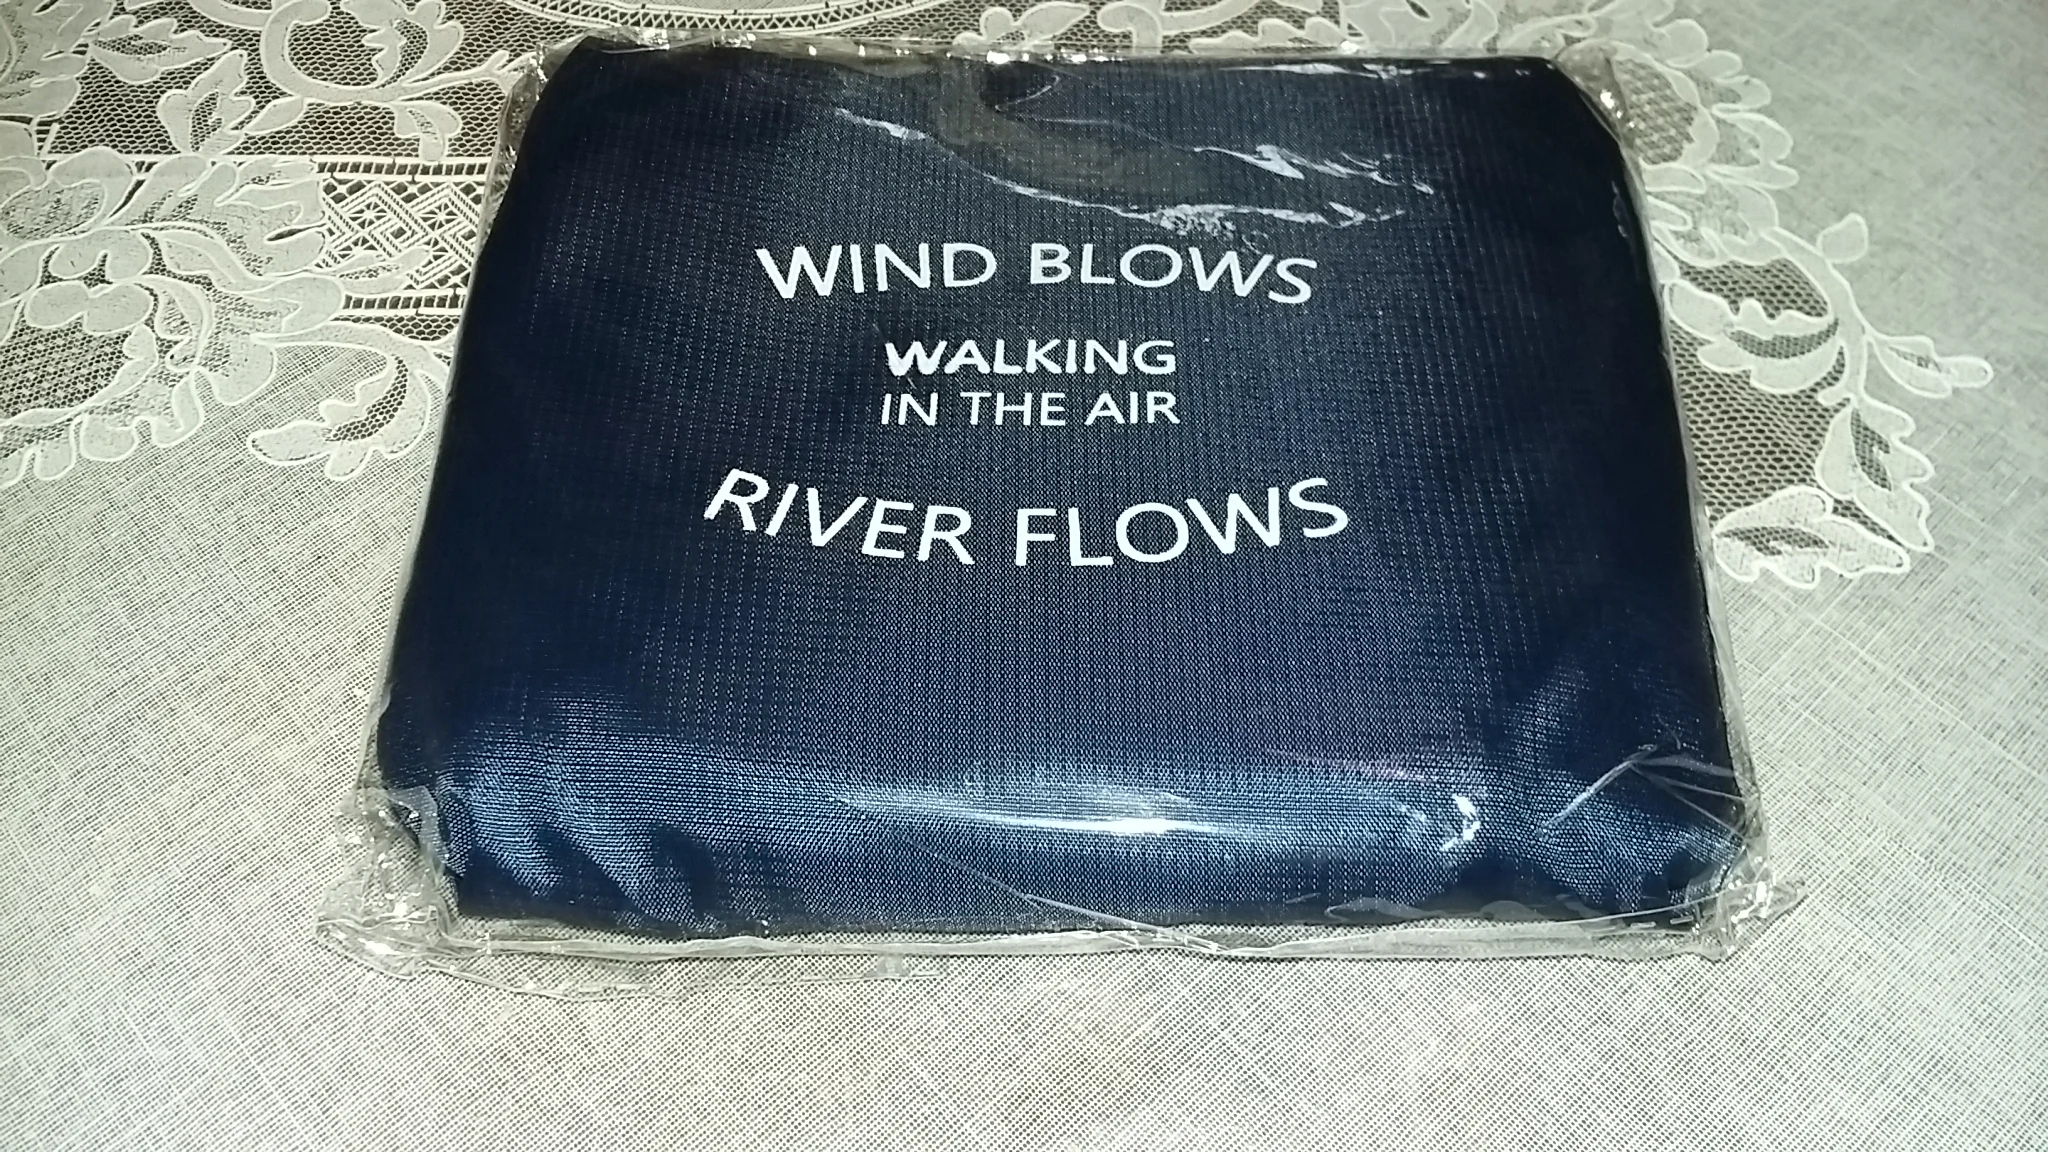 WIND BLOWS
WALKING
IN THE AIR
RIVER FLOWS